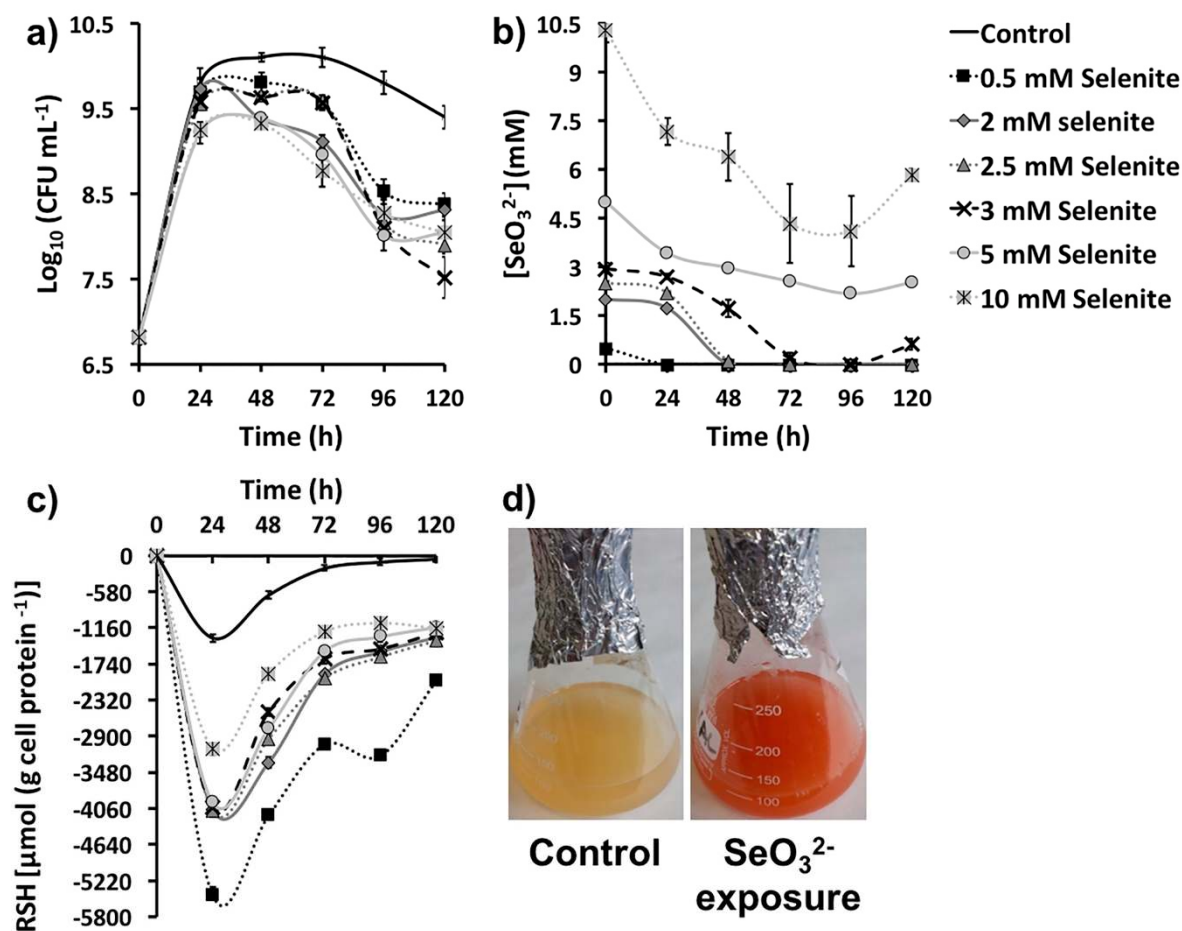 a)
10.5
9.5
8.5
7.5
6.5
Log₁₀ (CFU mL⁻¹)
0 24 48 72 96 120
Time (h)
b)
10.5
9
7.5
6
4.5
3
1.5
0
[SeO₃²⁻] (mM)
0 24 48 72 96 120
Time (h)
Control
0.5 mM Selenite
2 mM selenite
2.5 mM Selenite
3 mM Selenite
5 mM Selenite
10 mM Selenite
c)
Time (h)
0 24 48 72 96 120
0
-580
-1160
-1740
-2320
-2900
-3480
-4060
-4640
-5220
-5800
RSH [µmol (g cell protein ⁻¹)]
d)
250
200
150
100
Control
SeO₃²⁻
exposure